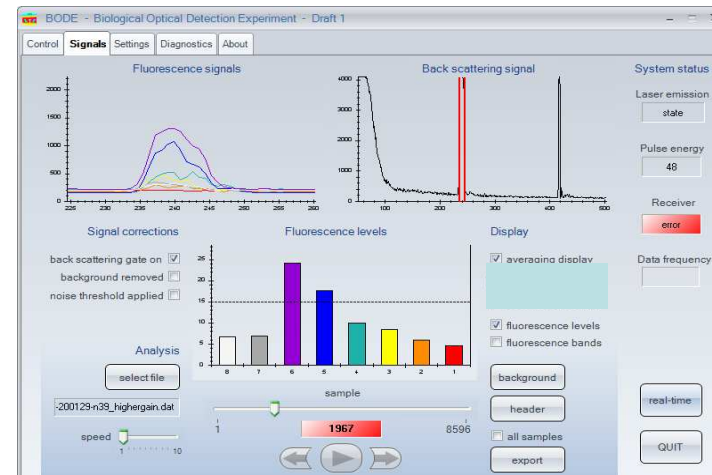 BODE - Biological Optical Detection Experiment - Draft 1
Control Signals Settings Diagnostics About
Fluorescence signals
2000
1500
1000
500
0
225 230 235 240 245 250 255 260
Back scattering signal
4000
3000
2000
1000
0
100 200 300 400 500
System status
Laser emission
state
Pulse energy
48
Receiver
error
Data frequency
Signal corrections
back scattering gate on
background removed
noise threshold applied
Fluorescence levels
25
20
15
10
5
0
8 7 6 5 4 3 2 1
Display
averaging display
fluorescence levels
fluorescence bands
Analysis
select file
-200129-n39_highergain.dat
speed
1 10
sample
1 8596
1967
background
header
all samples
export
real-time
QUIT